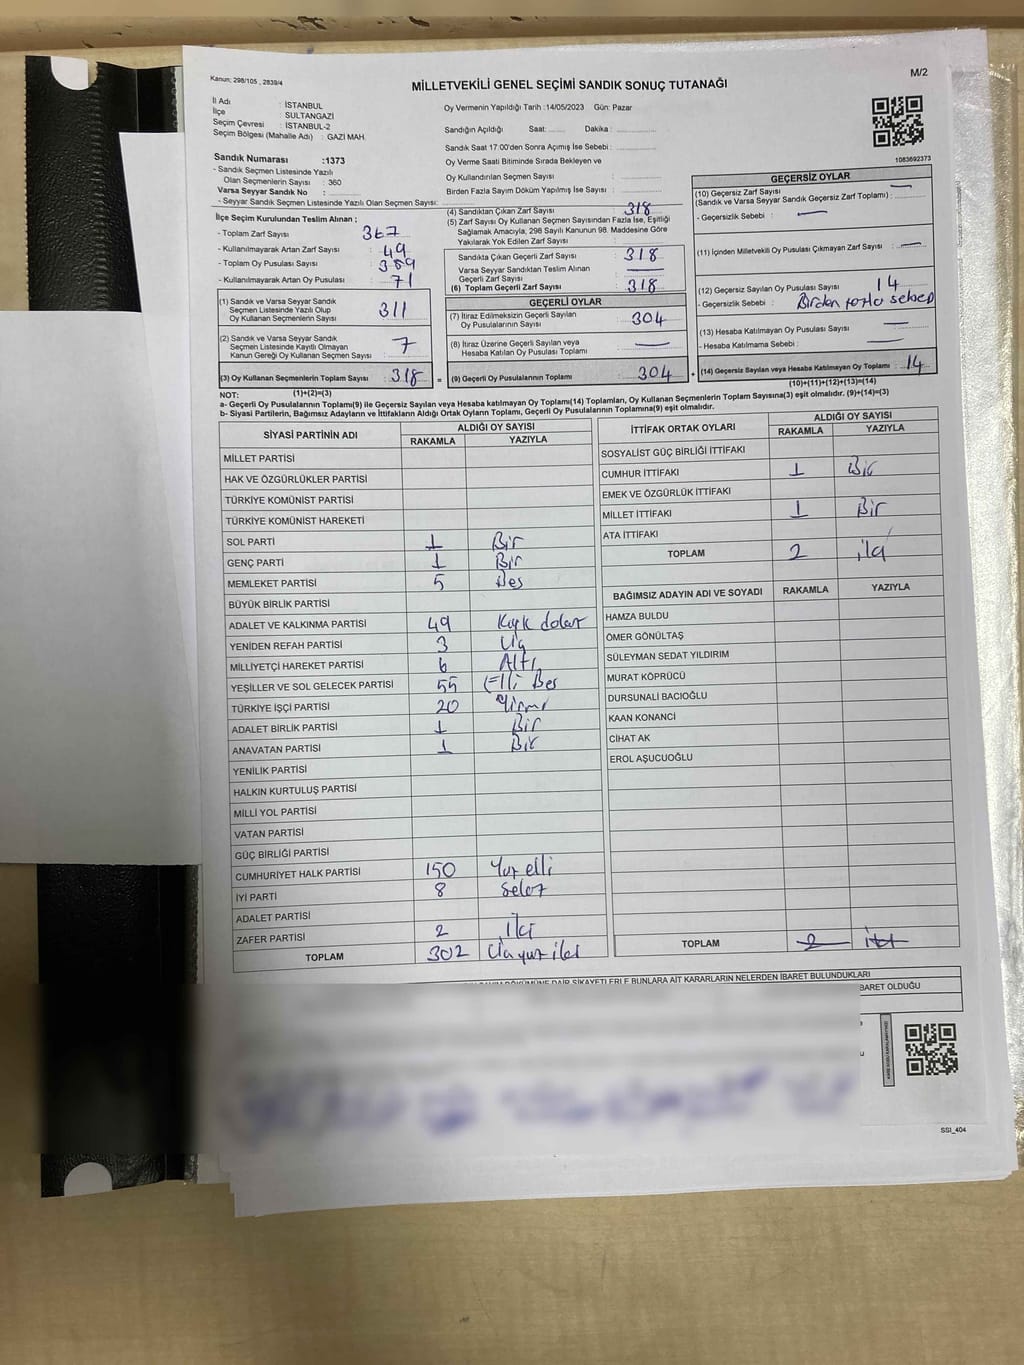 Kanun; 298/105 , 2839/4
MİLLETVEKİLİ GENEL SEÇİMİ SANDIK SONUÇ TUTANAĞI
M/2
İl Adı : İSTANBUL
İlçe : SULTANGAZİ
Seçim Çevresi : İSTANBUL-2
Seçim Bölgesi (Mahalle Adı) : GAZİ MAH.
Oy Vermenin Yapıldığı Tarih :14/05/2023 Gün: Pazar
Sandığın Açıldığı Saat: ........ Dakika : ....................
Sandık Saat 17:00'den Sonra Açımış İse Sebebi : ....................
Oy Verme Saati Bitiminde Sırada Bekleyen ve
Oy Kullandırılan Seçmen Sayısı : ....................
Birden Fazla Sayım Döküm Yapılmış İse Sayısı : ....................
1083692373
Sandık Numarası :1373
- Sandık Seçmen Listesinde Yazılı
Olan Seçmenlerin Sayısı : 360
Varsa Seyyar Sandık No : ....................
- Seyyar Sandık Seçmen Listesinde Yazılı Olan Seçmen Sayısı: ....................
İlçe Seçim Kurulundan Teslim Alınan ;
- Toplam Zarf Sayısı : 367
- Kullanılmayarak Artan Zarf Sayısı : 49
- Toplam Oy Pusulası Sayısı : 389
- Kullanılmayarak Artan Oy Pusulası : 71
(1) Sandık ve Varsa Seyyar Sandık
Seçmen Listesinde Yazılı Olup
Oy Kullanan Seçmenlerin Sayısı : 311
(2) Sandık ve Varsa Seyyar Sandık
Seçmen Listesinde Kayıtlı Olmayan
Kanun Gereği Oy Kullanan Seçmen Sayısı : 7
(3) Oy Kullanan Seçmenlerin Toplam Sayısı : 318
(1)+(2)=(3)
(4) Sandıktan Çıkan Zarf Sayısı : 318
(5) Zarf Sayısı Oy Kullanan Seçmen Sayısından Fazla İse, Eşitliği
Sağlamak Amacıyla, 298 Sayılı Kanunun 98. Maddesine Göre
Yakılarak Yok Edilen Zarf Sayısı :
Sandıkta Çıkan Geçerli Zarf Sayısı : 318
Varsa Seyyar Sandıktan Teslim Alınan
Geçerli Zarf Sayısı : —
(6) Toplam Geçerli Zarf Sayısı : 318
GEÇERLİ OYLAR
(7) İtiraz Edilmeksizin Geçerli Sayılan
Oy Pusulalarının Sayısı : 304
(8) İtiraz Üzerine Geçerli Sayılan veya
Hesaba Katılan Oy Pusulası Toplamı : —
= (9) Geçerli Oy Pusulalarının Toplamı : 304 +
GEÇERSİZ OYLAR
(10) Geçersiz Zarf Sayısı
(Sandık ve Varsa Seyyar Sandık Geçersiz Zarf Toplamı) : —
- Geçersizlik Sebebi : —
(11) İçinden Milletvekili Oy Pusulası Çıkmayan Zarf Sayısı : —
(12) Geçersiz Sayılan Oy Pusulası Sayısı : 14
- Geçersizlik Sebebi : Birden fazla sebep
(13) Hesaba Katılmayan Oy Pusulası Sayısı : —
- Hesaba Katılmama Sebebi : —
(14) Geçersiz Sayılan veya Hesaba Katılmayan Oy Toplamı : 14
(10)+(11)+(12)+(13)=(14)
NOT:
a- Geçerli Oy Pusulaları Toplamı(9) ile Geçersiz Sayılan veya Hesaba katılmayan Oy Toplamı(14) Toplamları, Oy Kullanan Seçmenlerin Toplam Sayısına(3) eşit olmalıdır. (9)+(14)=(3)
b- Siyasi Partilerin, Bağımsız Adayların ve İttifakların Aldığı Ortak Oyların Toplamı, Geçerli Oy Pusulalarının Toplamına(9) eşit olmalıdır.
SİYASİ PARTİNİN ADI ALDIĞI OY SAYISI
RAKAMLA YAZIYLA
MİLLET PARTİSİ
HAK VE ÖZGÜRLÜKLER PARTİSİ
TÜRKİYE KOMÜNİST PARTİSİ
TÜRKİYE KOMÜNİST HAREKETİ
SOL PARTİ 1 Bir
GENÇ PARTİ 1 Bir
MEMLEKET PARTİSİ 5 Beş
BÜYÜK BİRLİK PARTİSİ
ADALET VE KALKINMA PARTİSİ 49 Kırk dokuz
YENİDEN REFAH PARTİSİ 3 Üç
MİLLİYETÇİ HAREKET PARTİSİ 6 Altı
YEŞİLLER VE SOL GELECEK PARTİSİ 55 Elli Beş
TÜRKİYE İŞÇİ PARTİSİ 20 Yirmi
ADALET BİRLİK PARTİSİ 1 Bir
ANAVATAN PARTİSİ 1 Bir
YENİLİK PARTİSİ
HALKIN KURTULUŞ PARTİSİ
MİLLİ YOL PARTİSİ
VATAN PARTİSİ
GÜÇ BİRLİĞİ PARTİSİ
CUMHURİYET HALK PARTİSİ 150 Yüz elli
İYİ PARTİ 8 Sekiz
ADALET PARTİSİ
ZAFER PARTİSİ 2 İki
TOPLAM 302 Üçyüz iki
İTTİFAK ORTAK OYLARI ALDIĞI OY SAYISI
RAKAMLA YAZIYLA
SOSYALİST GÜÇ BİRLİĞİ İTTİFAKI
CUMHUR İTTİFAKI 1 Bir
EMEK VE ÖZGÜRLÜK İTTİFAKI
MİLLET İTTİFAKI 1 Bir
ATA İTTİFAKI
TOPLAM 2 iki
BAĞIMSIZ ADAYIN ADI VE SOYADI RAKAMLA YAZIYLA
HAMZA BULDU
ÖMER GÖNÜLTAŞ
SÜLEYMAN SEDAT YILDIRIM
MURAT KÖPRÜCÜ
DURSUNALİ BACIOĞLU
KAAN KONANCİ
CİHAT AK
EROL AŞUCUOĞLU
TOPLAM 2 iki
DÖKÜMÜNE DAİR ŞİKAYETLERLE BUNLARA AİT KARARLARIN NELERDEN İBARET BULUNDUKLARI
BARET OLDUĞU
SSI_404